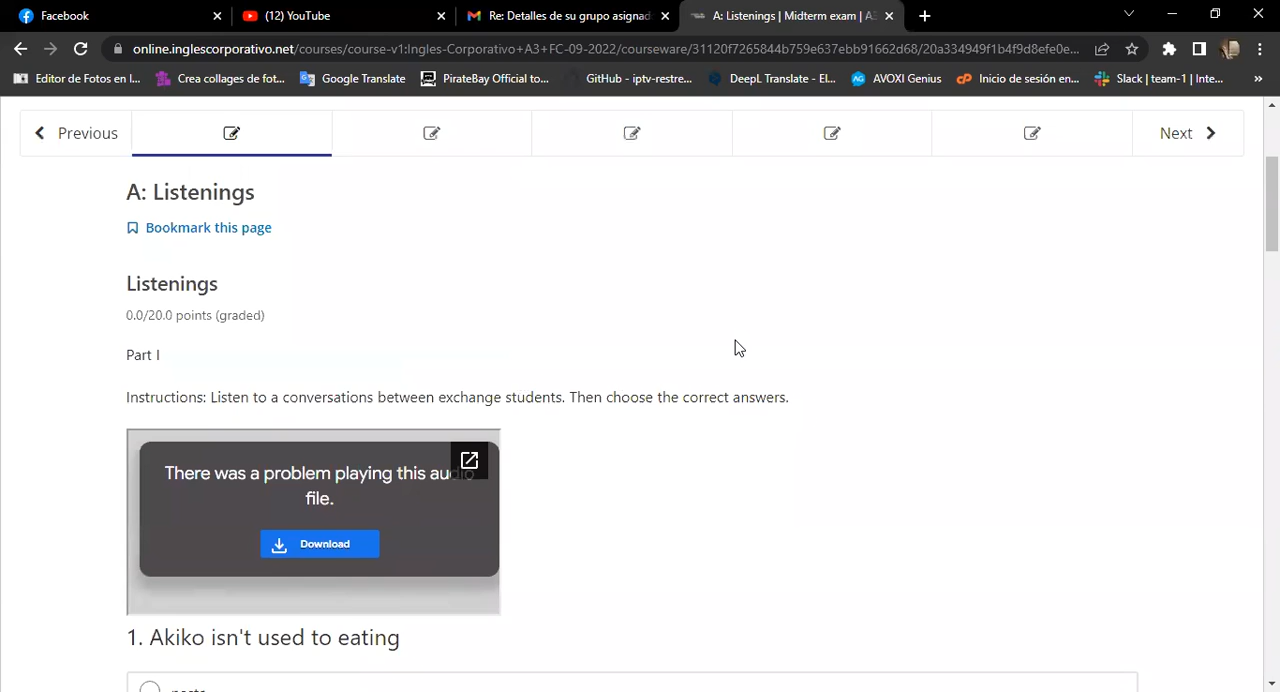 Facebook
(12) YouTube
Re: Detalles de su grupo asignad
A: Listenings | Midterm exam | A3
online.inglescorporativo.net/courses/course-v1:Ingles-Corporativo+A3+FC-09-2022/courseware/31120f7265844b759e637ebb91662d68/20a334949f1b4f9d8efe0e...
Editor de Fotos en l...
Crea collages de fot...
Google Translate
PirateBay Official to...
GitHub - iptv-restre...
DeepL Translate - El...
AVOXI Genius
Inicio de sesión en...
Slack | team-1 | Inte...
Previous
Next
A: Listenings
Bookmark this page
Listenings
0.0/20.0 points (graded)
Part I
Instructions: Listen to a conversations between exchange students. Then choose the correct answers.
There was a problem playing this audio
file.
Download
1. Akiko isn't used to eating